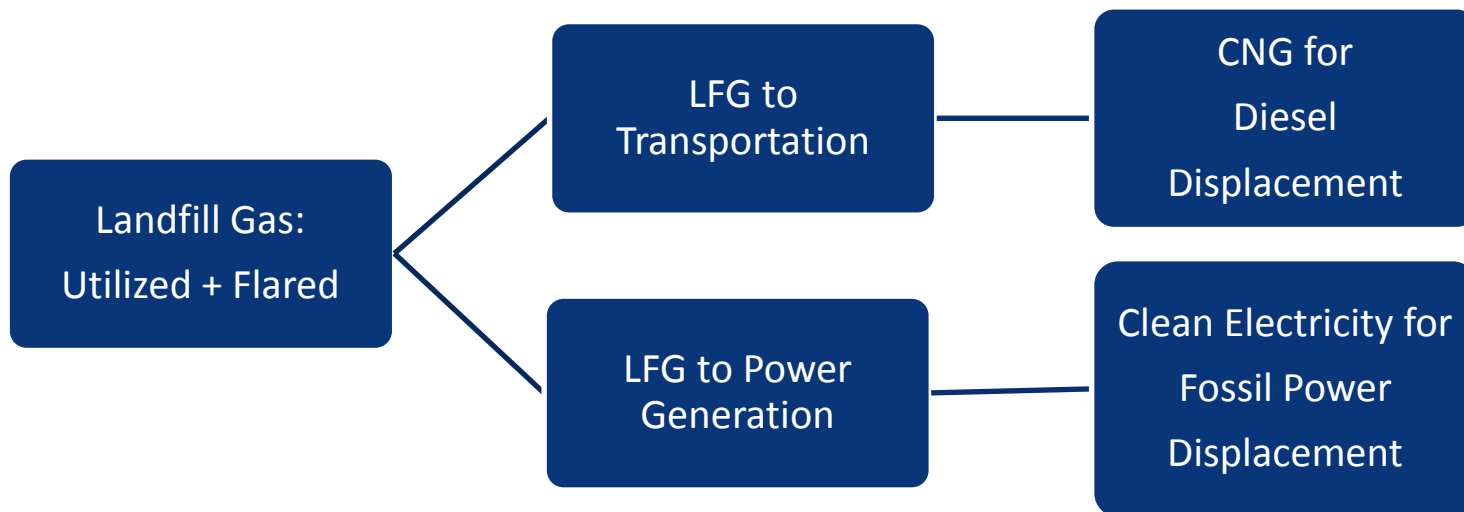 Landfill Gas:
Utilized + Flared
LFG to
Transportation
CNG for
Diesel
Displacement
LFG to Power
Generation
Clean Electricity for
Fossil Power
Displacement